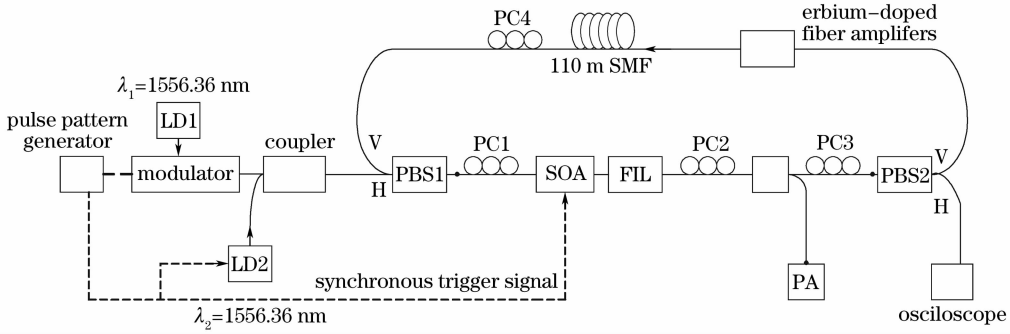 erbium-doped
fiber amplifers
PC4
110 m SMF
λ1=1556.36 nm
pulse pattern
generator
LD1
coupler
V
PC1
PC2
PC3
V
modulator
H
PBS1
SOA
FIL
PBS2
H
LD2
synchronous trigger signal
PA
λ2=1556.36 nm
osciloscope